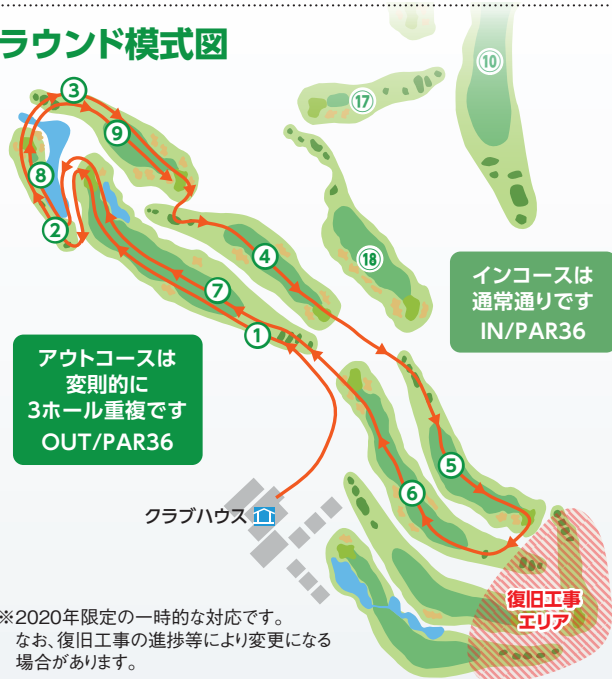 ラウンド模式図
⑩
③
⑰
⑨
⑧
②
④
⑱
⑦
①
インコースは
通常通りです
IN/PAR36
アウトコースは
変則的に
3ホール重複です
OUT/PAR36
⑤
⑥
クラブハウス
復旧工事
エリア
※2020年限定の一時的な対応です。
なお、復旧工事の進捗等により変更になる
場合があります。